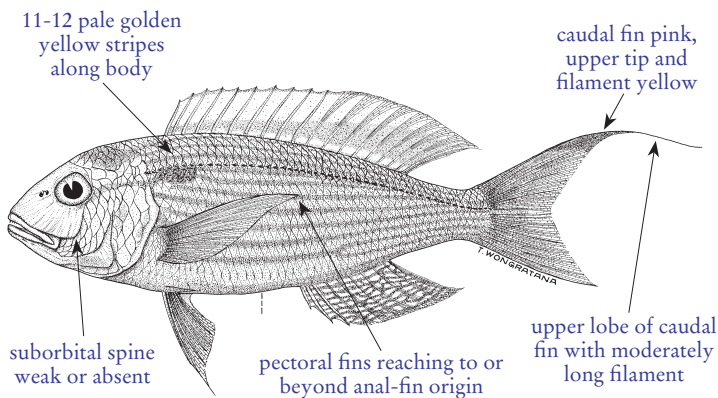 11-12 pale golden
yellow stripes
along body
caudal fin pink,
upper tip and
filament yellow
T. WONGRATANA
suborbital spine
weak or absent
pectoral fins reaching to or
beyond anal-fin origin
upper lobe of caudal
fin with moderately
long filament